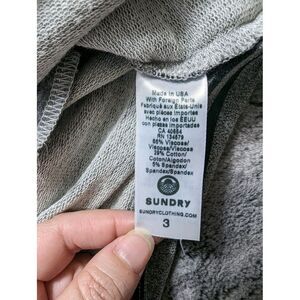 Made in USA
With Foreign Parts
Fabriqué aux États-Unis
avec pièces importées
Hecho en los EEUU
con piezas importadas
CA 40654
RN 134579
66% Viscose/
Viscose/Viscosa
29% Cotton/
Coton/Algodon
5% Spandex/
Spandex/Spandex
SUNDRY
SUNDRYCLOTHING.COM
3